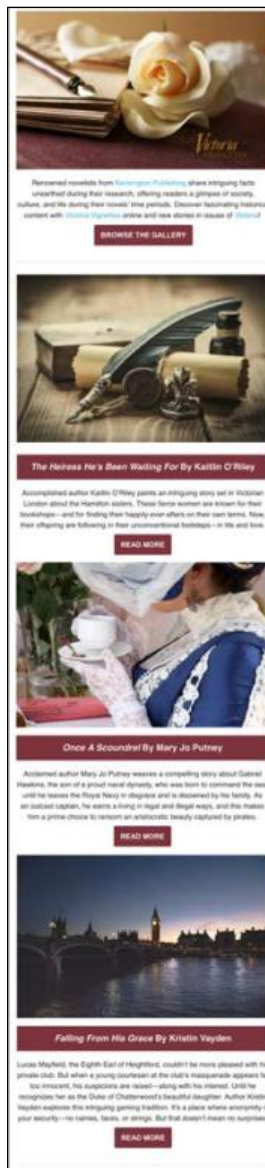 Victoria
Renowned novelists from Kensington Publishing share intriguing facts
unearthed during their research, offering readers a glimpse of society,
culture, and life during their novels' time periods. Discover fascinating historical
content with Victoria Vignettes online and new stories in issues of Victoria!
BROWSE THE GALLERY
The Heiress He's Been Waiting For By Kaitlin O'Riley
Accomplished author Kaitlin O'Riley paints an intriguing story set in Victorian
London about the Hamilton sisters. These fierce women are known for their
bookshops—and for finding their happily-ever-afters on their own terms. Now,
their offspring are following in their unconventional footsteps—in life and love.
READ MORE
Once A Scoundrel By Mary Jo Putney
Acclaimed author Mary Jo Putney weaves a compelling story about Gabriel
Hawkins, the son of a proud naval dynasty, who was born to command the sea
until he leaves the Royal Navy in disgrace and is disowned by his family. As
an outcast captain, he earns a living in legal and illegal ways, and this makes
him a prime choice to ransom an aristocratic beauty captured by pirates.
READ MORE
Falling From His Grace By Kristin Vayden
Lucas Mayfield, the Eighth Earl of Heightford, couldn't be more pleased with his
private club. But when a young courtesan at the club's masquerade appears far
too innocent, his suspicions are raised—along with his interest. Until he
recognizes her as the Duke of Chatterwood's beautiful daughter. Author Kristin
Vayden explores this intriguing gaming tradition. It's a place where anonymity is
your security—no names, faces, or strings. But that doesn't mean no surprises.
READ MORE